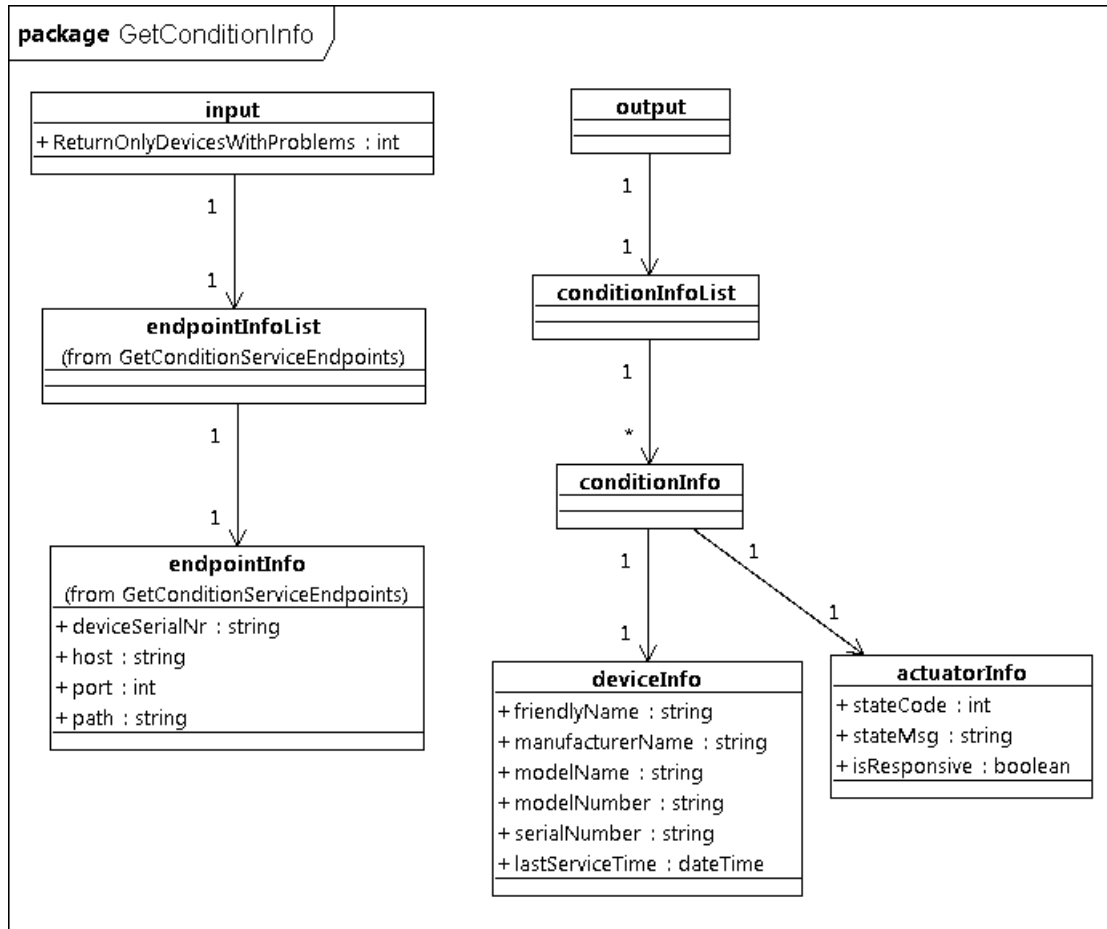 package GetConditionInfo
input
+ ReturnOnlyDevicesWithProblems : int
1
1
endpointInfoList
(from GetConditionServiceEndpoints)
1
1
endpointInfo
(from GetConditionServiceEndpoints)
+ deviceSerialNr : string
+ host : string
+ port : int
+ path : string
output
1
1
conditionInfoList
1
*
conditionInfo
1
1
deviceInfo
+ friendlyName : string
+ manufacturerName : string
+ modelName : string
+ modelNumber : string
+ serialNumber : string
+ lastServiceTime : dateTime
1
1
actuatorInfo
+ stateCode : int
+ stateMsg : string
+ isResponsive : boolean